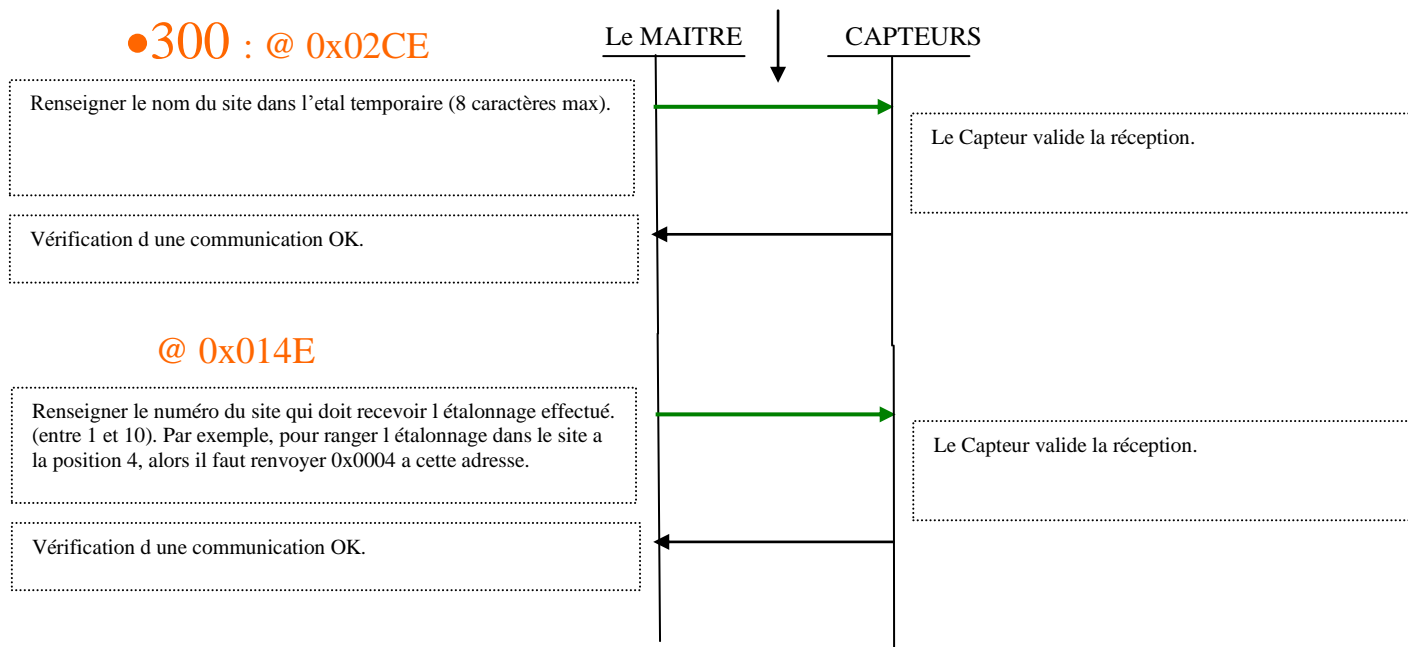 •300 : @ 0x02CE
Le MAITRE
CAPTEURS
Renseigner le nom du site dans l’etal temporaire (8 caractères max).
Le Capteur valide la réception.
Vérification d une communication OK.
@ 0x014E
Renseigner le numéro du site qui doit recevoir l étalonnage effectué.
(entre 1 et 10). Par exemple, pour ranger l étalonnage dans le site a
la position 4, alors il faut renvoyer 0x0004 a cette adresse.
Le Capteur valide la réception.
Vérification d une communication OK.